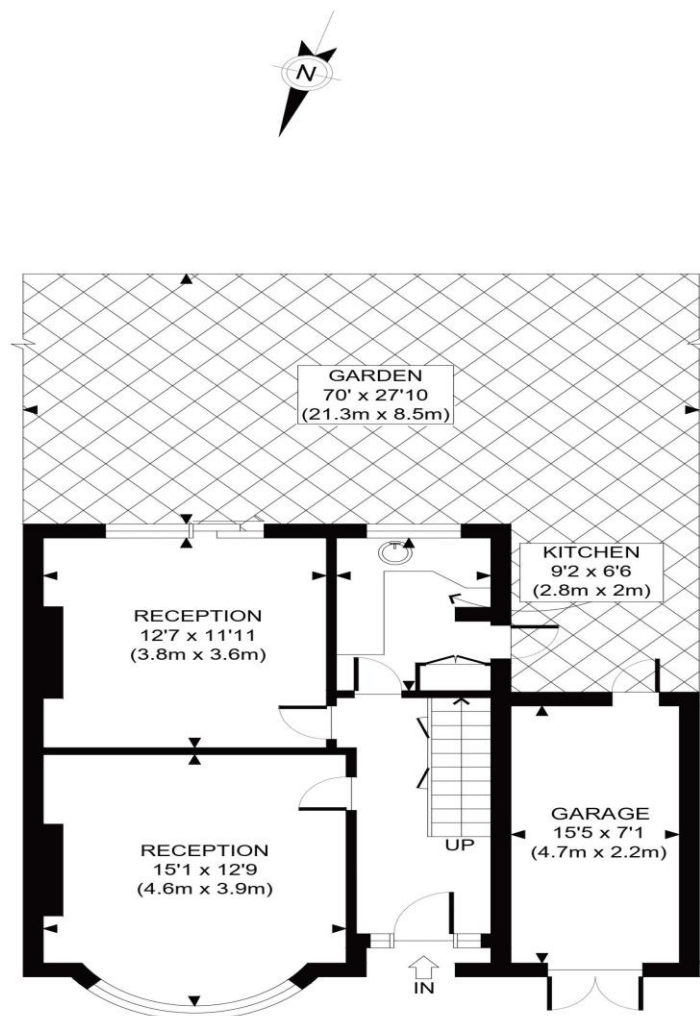 N
GARDEN
70' x 27'10
(21.3m x 8.5m)
KITCHEN
9'2 x 6'6
(2.8m x 2m)
RECEPTION
12'7 x 11'11
(3.8m x 3.6m)
GARAGE
15'5 x 7'1
(4.7m x 2.2m)
UP
RECEPTION
15'1 x 12'9
(4.6m x 3.9m)
IN